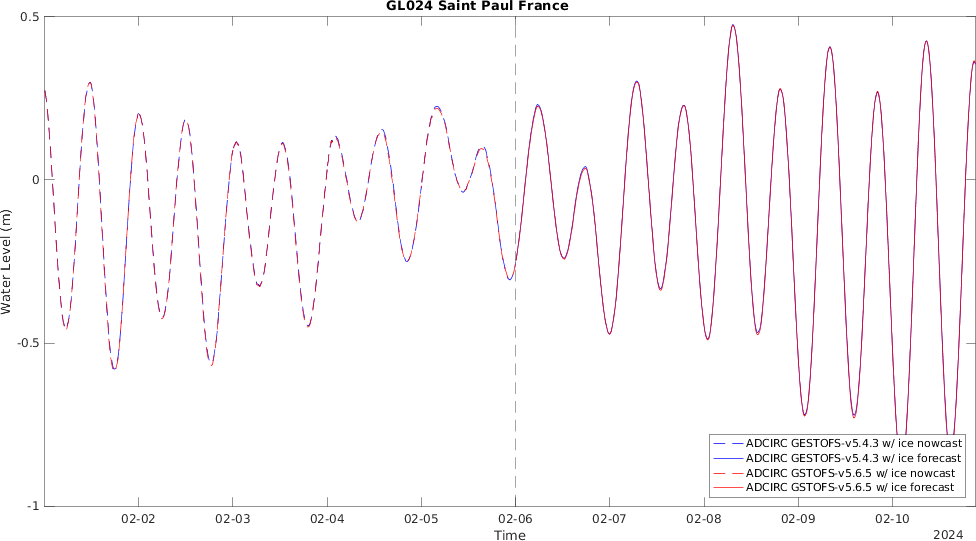 GL024 Saint Paul France
0.5
0
-0.5
-1
Water Level (m)
02-02
02-03
02-04
02-05
02-06
02-07
02-08
02-09
02-10
Time
2024
ADCIRC GESTOFS-v5.4.3 w/ ice nowcast
ADCIRC GESTOFS-v5.4.3 w/ ice forecast
ADCIRC GSTOFS-v5.6.5 w/ ice nowcast
ADCIRC GSTOFS-v5.6.5 w/ ice forecast